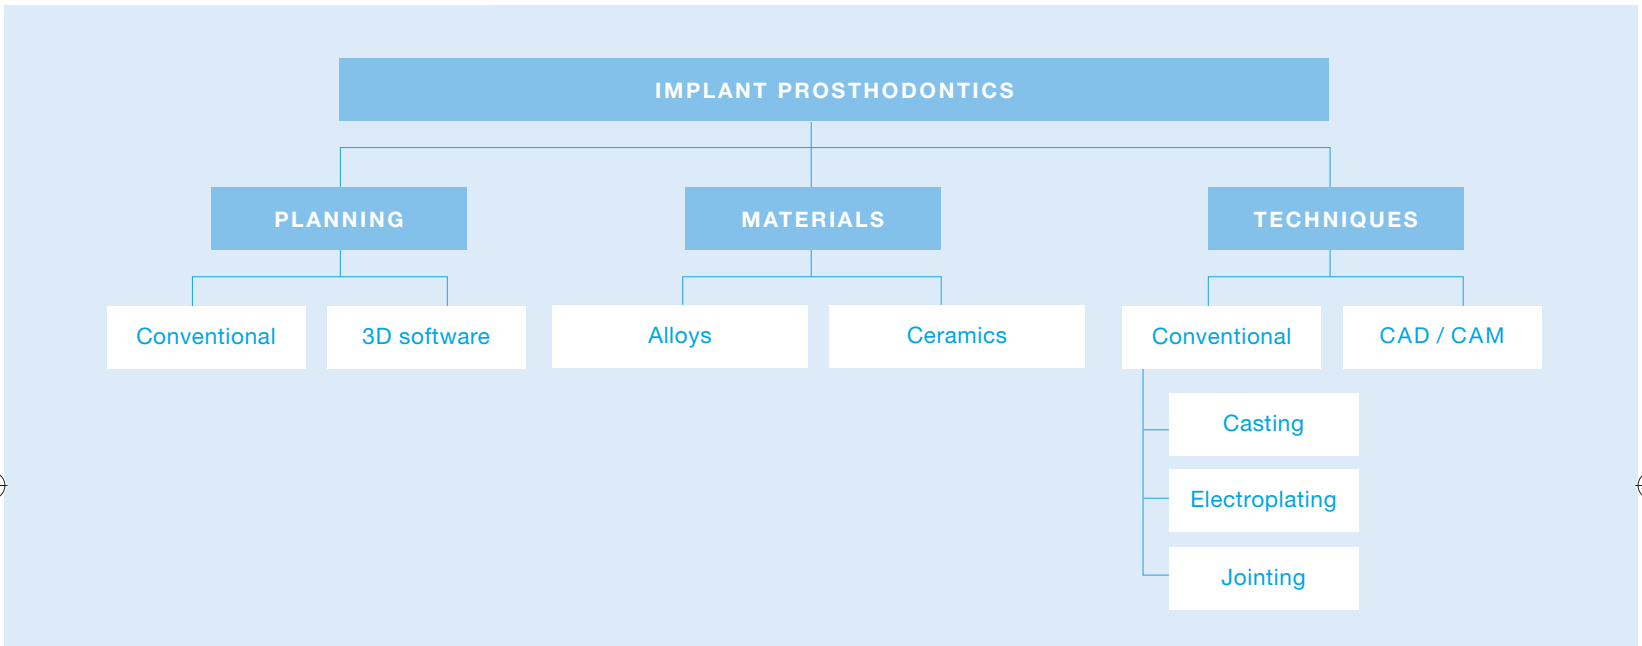 IMPLANT PROSTHODONTICS
PLANNING
MATERIALS
TECHNIQUES
Conventional
3D software
Alloys
Ceramics
Conventional
CAD / CAM
Casting
Electroplating
Jointing